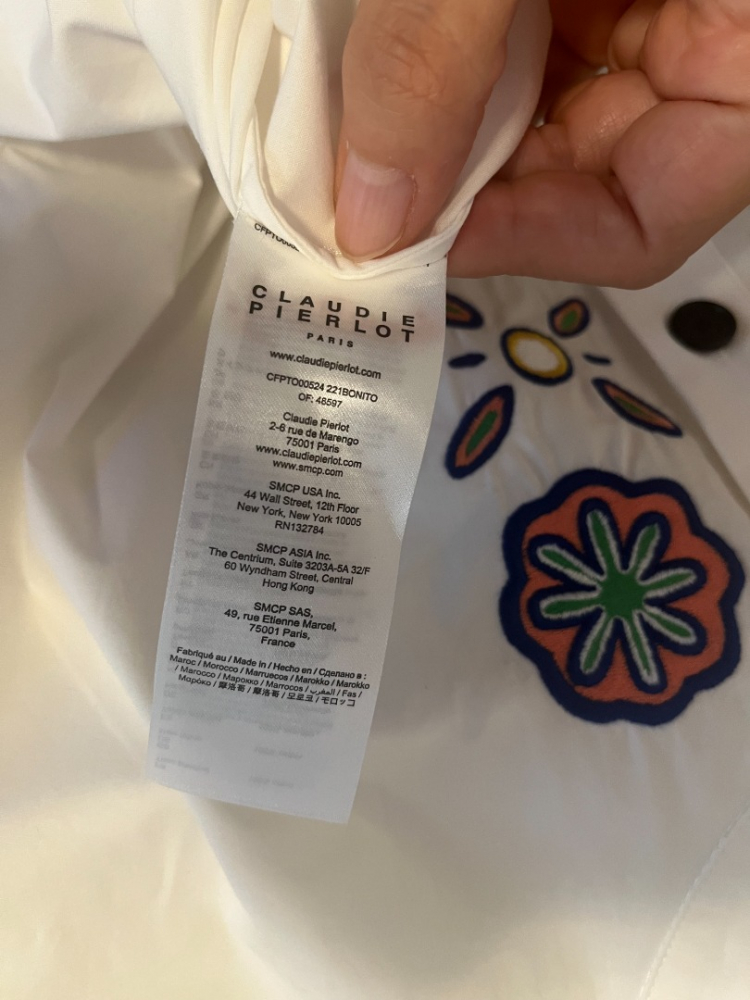 CLAUDIE
PIERLOT
PARIS
www.claudiepierlot.com
CFPTO00524 221BONITO
OF: 48597
Claudie Pierlot
2-6 rue de Marengo
75001 Paris
www.claudiepierlot.com
www.smcp.com
SMCP USA Inc.
44 Wall Street, 12th Floor
New York, New York 10005
RN132784
SMCP ASIA Inc.
The Centrium, Suite 3203A-5A 32/F
60 Wyndham Street, Central
Hong Kong
SMCP SAS,
49, rue Etienne Marcel,
75001 Paris,
France
Fabriqué au / Made in / Hecho en / Сделано в :
Maroc / Morocco / Marruecos / Marokko / Marokko
/ Marocco / Марокко / Marrocos / المغرب / Fas /
Μαρόκο / 摩洛哥 / 摩洛哥 / 모로코 / モロッコ